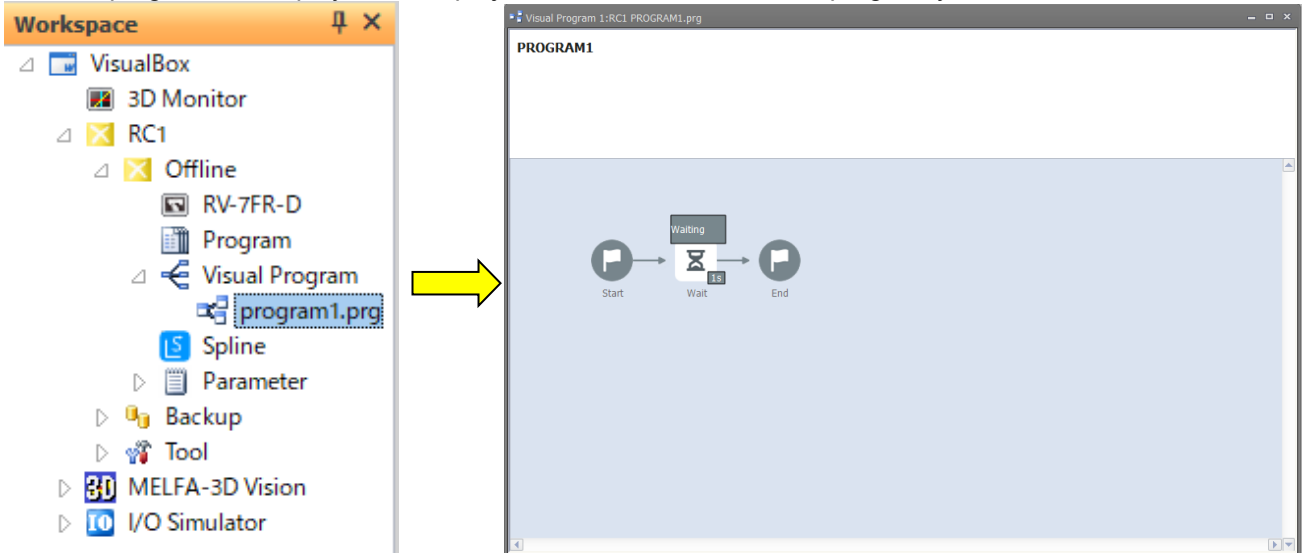 Workspace
VisualBox
3D Monitor
RC1
Offline
RV-7FR-D
Program
Visual Program
program1.prg
Spline
Parameter
Backup
Tool
MELFA-3D Vision
I/O Simulator
Visual Program 1:RC1 PROGRAM1.prg
PROGRAM1
Waiting
1s
Start
Wait
End